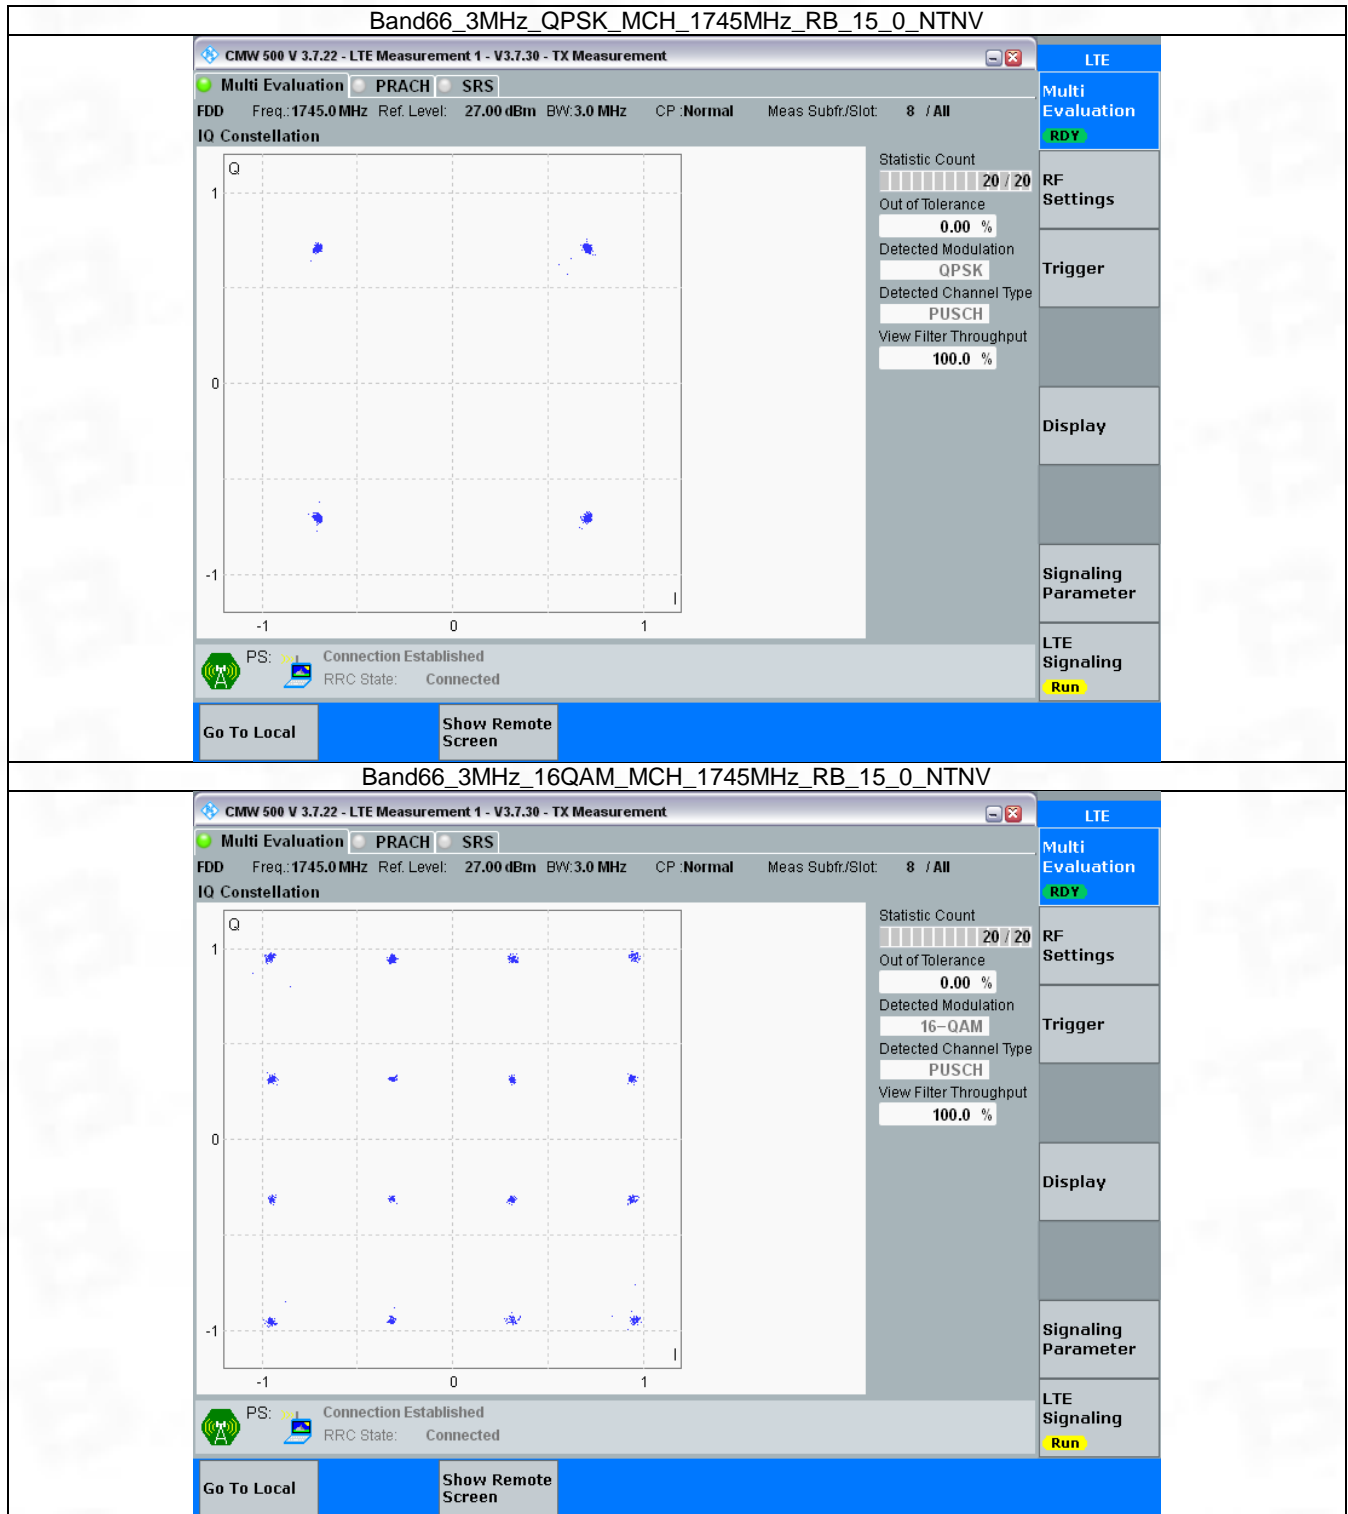 Band66_3MHz_QPSK_MCH_1745MHz_RB_15_0_NTNV
CMW 500 V 3.7.22 - LTE Measurement 1 - V3.7.30 - TX Measurement
LTE
Multi Evaluation PRACH SRS
FDD Freq.:1745.0 MHz Ref. Level: 27.00 dBm BW:3.0 MHz CP :Normal Meas Subfr./Slot: 8 / All
IQ Constellation
Q
1
0
-1
I
-1 0 1
Statistic Count
20 / 20
Out of Tolerance
0.00 %
Detected Modulation
QPSK
Detected Channel Type
PUSCH
View Filter Throughput
100.0 %
Multi
Evaluation
RDY
RF
Settings
Trigger
Display
Signaling
Parameter
LTE
Signaling
Run
PS: Connection Established
RRC State: Connected
Go To Local
Show Remote
Screen
Band66_3MHz_16QAM_MCH_1745MHz_RB_15_0_NTNV
CMW 500 V 3.7.22 - LTE Measurement 1 - V3.7.30 - TX Measurement
LTE
Multi Evaluation PRACH SRS
FDD Freq.:1745.0 MHz Ref. Level: 27.00 dBm BW:3.0 MHz CP :Normal Meas Subfr./Slot: 8 / All
IQ Constellation
Q
1
0
-1
I
-1 0 1
Statistic Count
20 / 20
Out of Tolerance
0.00 %
Detected Modulation
16-QAM
Detected Channel Type
PUSCH
View Filter Throughput
100.0 %
Multi
Evaluation
RDY
RF
Settings
Trigger
Display
Signaling
Parameter
LTE
Signaling
Run
PS: Connection Established
RRC State: Connected
Go To Local
Show Remote
Screen